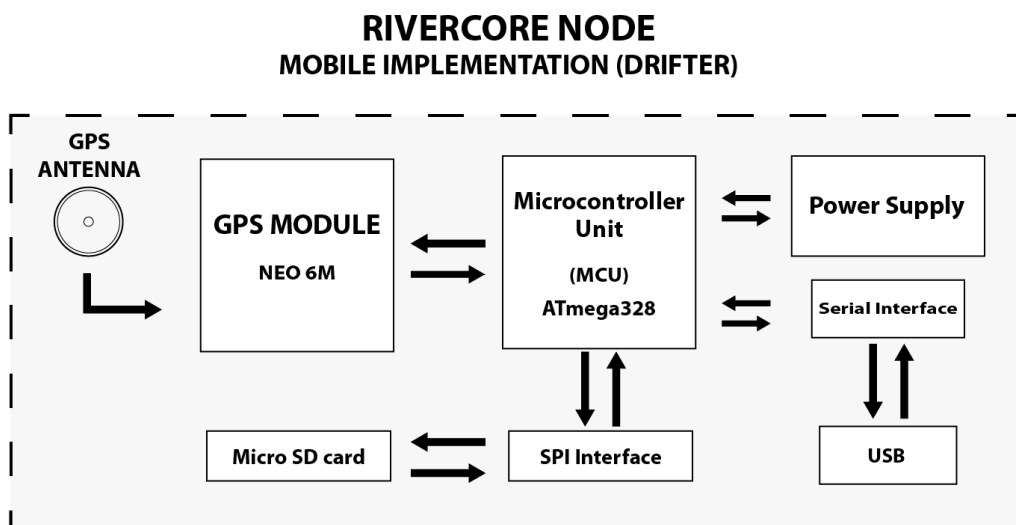 RIVERCORE NODE
MOBILE IMPLEMENTATION (DRIFTER)
GPS
ANTENNA
GPS MODULE
NEO 6M
Microcontroller
Unit
(MCU)
ATmega328
Power Supply
Serial Interface
Micro SD card
SPI Interface
USB